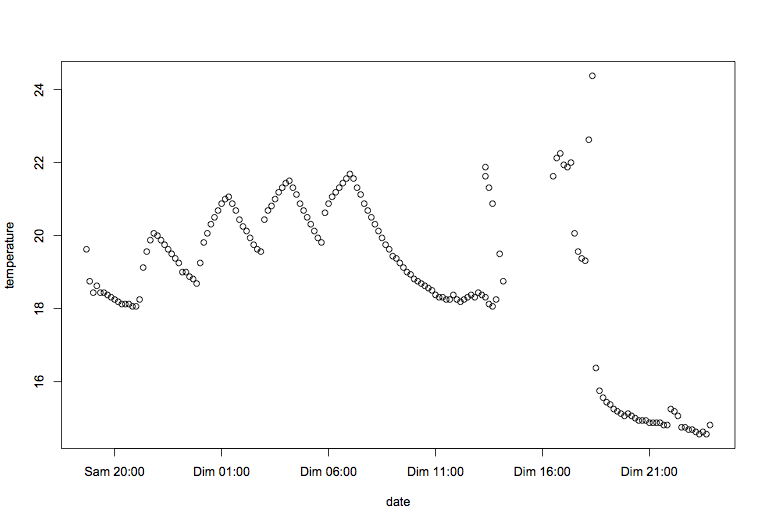 24
22
20
18
16
temperature
Sam 20:00
Dim 01:00
Dim 06:00
Dim 11:00
Dim 16:00
Dim 21:00
date